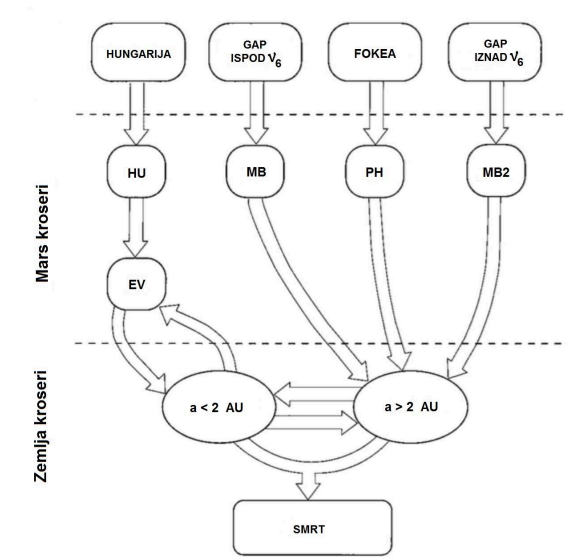 HUNGARIJA
GAP
ISPOD ν6
FOKEA
GAP
IZNAD ν6
HU
MB
PH
MB2
Mars kroseri
EV
Zemlja kroseri
a < 2 AU
a > 2 AU
SMRT